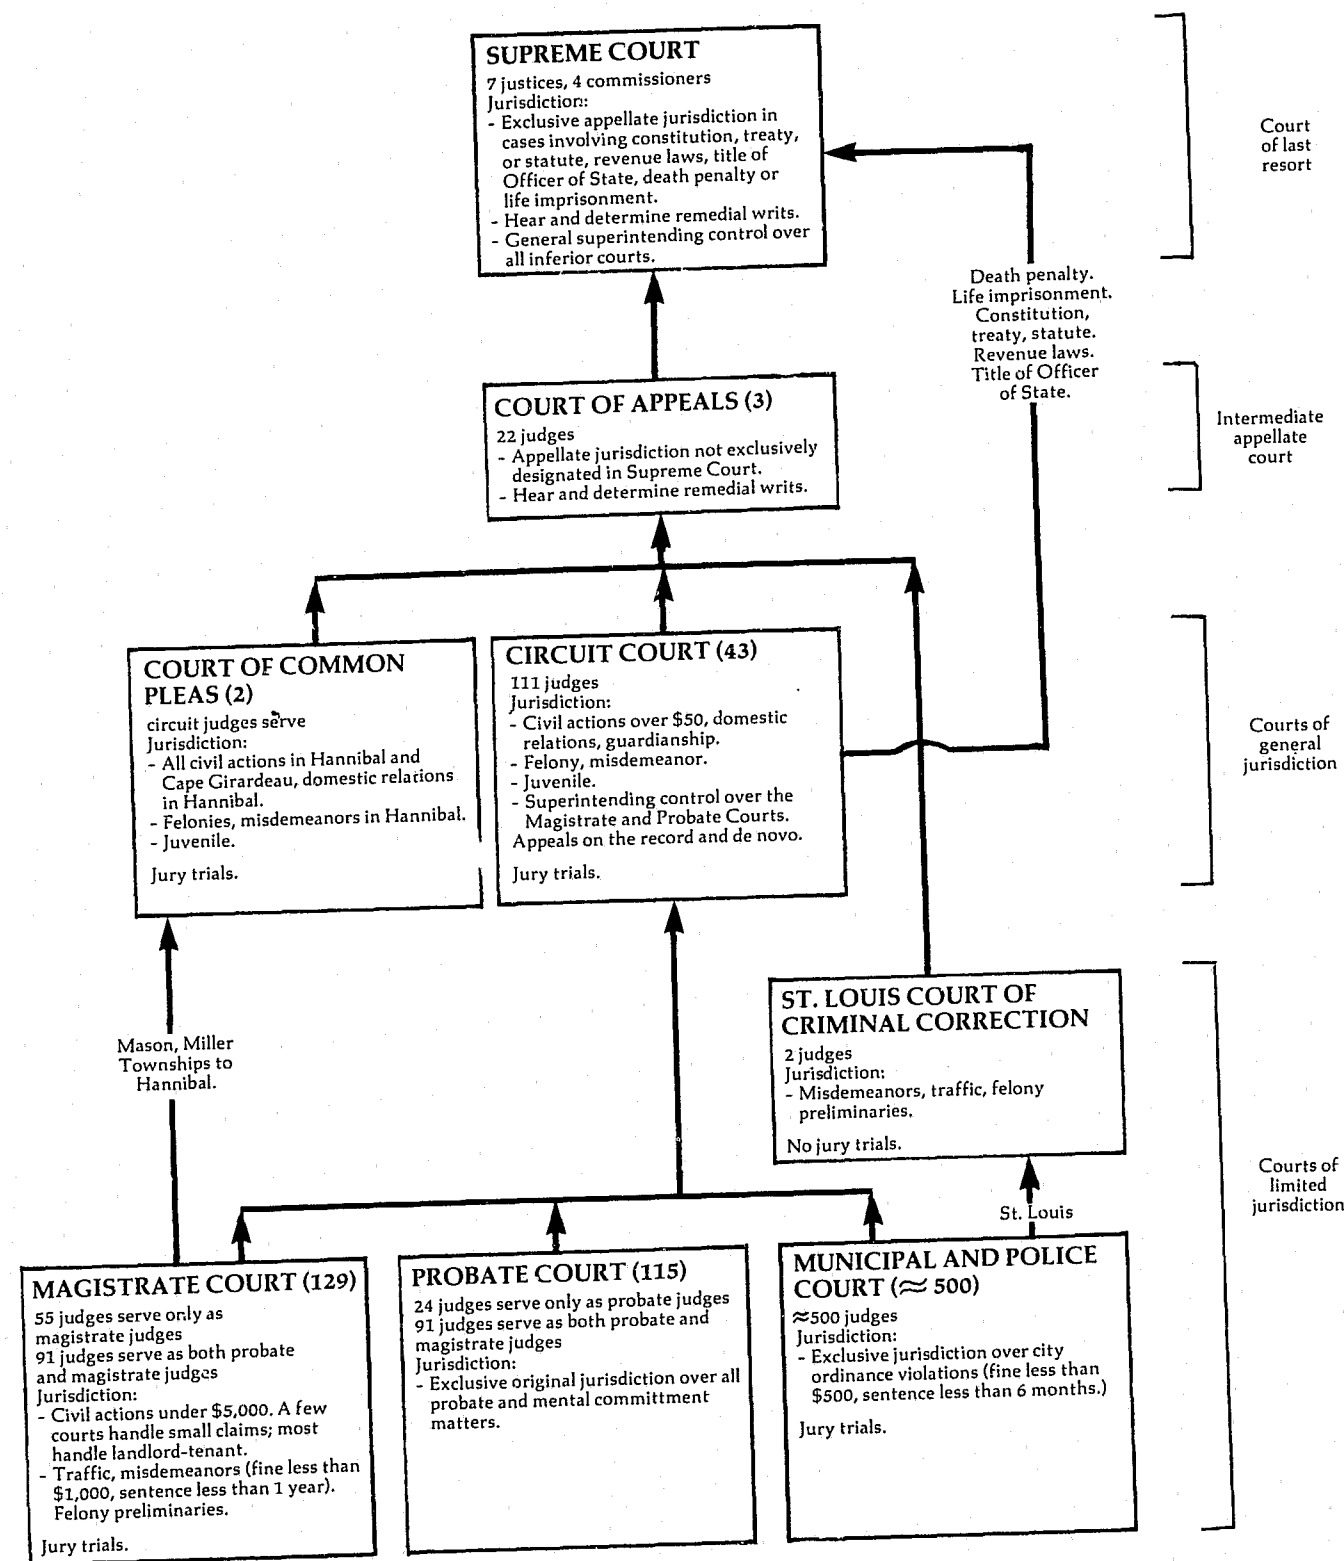 SUPREME COURT
7 justices, 4 commissioners
Jurisdiction:
- Exclusive appellate jurisdiction in
cases involving constitution, treaty,
or statute, revenue laws, title of
Officer of State, death penalty or
life imprisonment.
- Hear and determine remedial writs.
- General superintending control over
all inferior courts.
Court
of last
resort
Death penalty.
Life imprisonment.
Constitution,
treaty, statute.
Revenue laws.
Title of Officer
of State.
COURT OF APPEALS (3)
22 judges
- Appellate jurisdiction not exclusively
designated in Supreme Court.
- Hear and determine remedial writs.
Intermediate
appellate
court
COURT OF COMMON
PLEAS (2)
circuit judges serve
Jurisdiction:
- All civil actions in Hannibal and
Cape Girardeau, domestic relations
in Hannibal.
- Felonies, misdemeanors in Hannibal.
- Juvenile.
Jury trials.
CIRCUIT COURT (43)
111 judges
Jurisdiction:
- Civil actions over $50, domestic
relations, guardianship.
- Felony, misdemeanor.
- Juvenile.
- Superintending control over the
Magistrate and Probate Courts.
Appeals on the record and de novo.
Jury trials.
Courts of
general
jurisdiction
Mason, Miller
Townships to
Hannibal.
ST. LOUIS COURT OF
CRIMINAL CORRECTION
2 judges
Jurisdiction:
- Misdemeanors, traffic, felony
preliminaries.
No jury trials.
St. Louis
Courts of
limited
jurisdiction
MAGISTRATE COURT (129)
55 judges serve only as
magistrate judges
91 judges serve as both probate
and magistrate judges
Jurisdiction:
- Civil actions under $5,000. A few
courts handle small claims; most
handle landlord-tenant.
- Traffic, misdemeanors (fine less than
$1,000, sentence less than 1 year).
Felony preliminaries.
Jury trials.
PROBATE COURT (115)
24 judges serve only as probate judges
91 judges serve as both probate and
magistrate judges
Jurisdiction:
- Exclusive original jurisdiction over all
probate and mental committment
matters.
MUNICIPAL AND POLICE
COURT (≈ 500)
≈500 judges
Jurisdiction:
- Exclusive jurisdiction over city
ordinance violations (fine less than
$500, sentence less than 6 months.)
Jury trials.